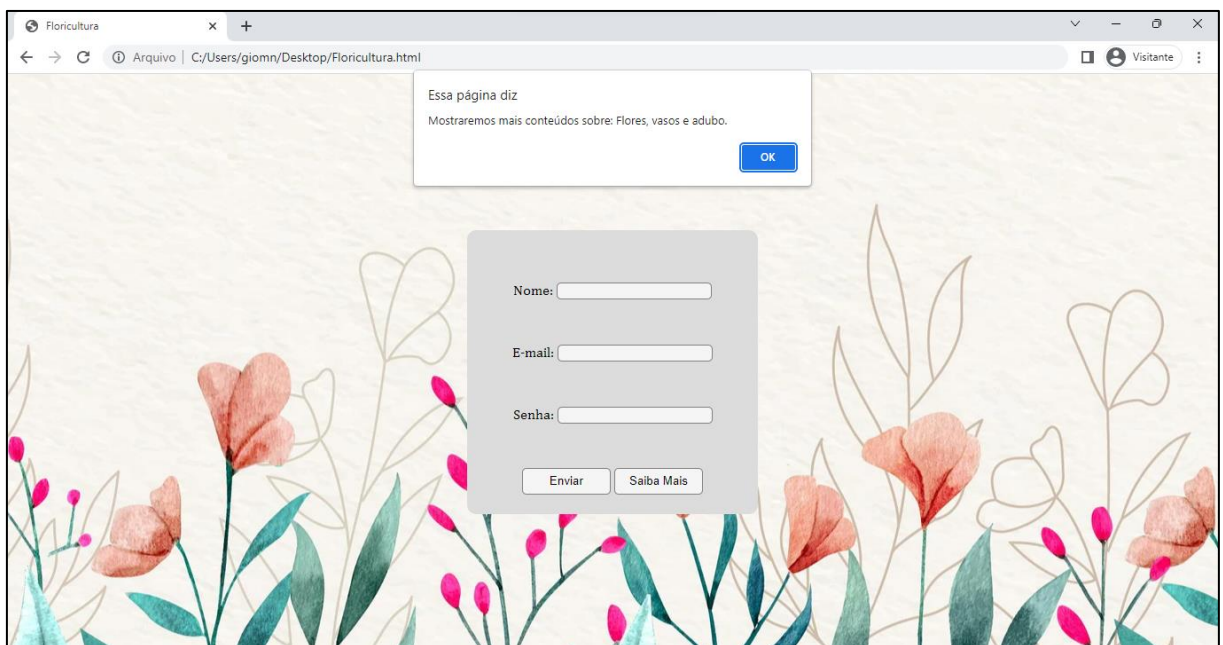 Floricultura
Arquivo | C:/Users/giomn/Desktop/Floricultura.html
Visitante
Essa página diz
Mostraremos mais conteúdos sobre: Flores, vasos e adubo.
OK
Nome:
E-mail:
Senha:
Enviar Saiba Mais